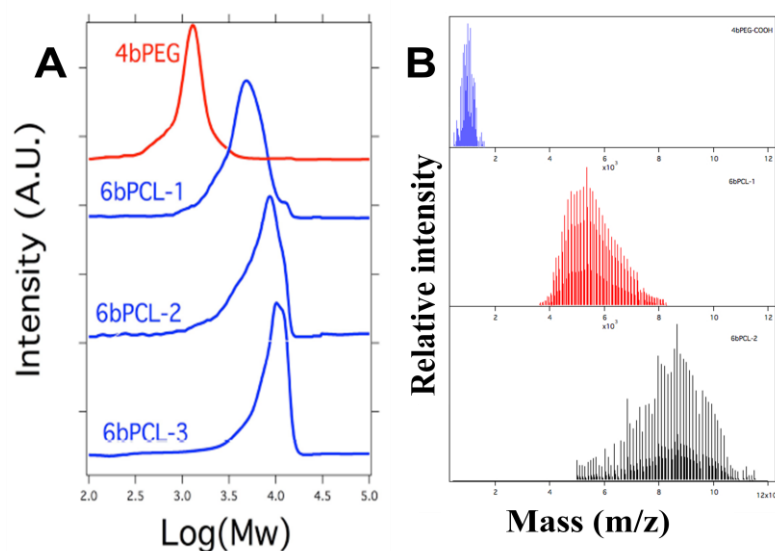 A
4bPEG
6bPCL-1
6bPCL-2
6bPCL-3
Intensity (A.U.)
2.0 2.5 3.0 3.5 4.0 4.5 5.0
Log(Mw)
B
4bPEG-COOH
2 4 6 8 10 12
x10³
6bPCL-1
2 4 6 8 10 12
x10³
6bPCL-2
2 4 6 8 10
Relative intensity
Mass (m/z)